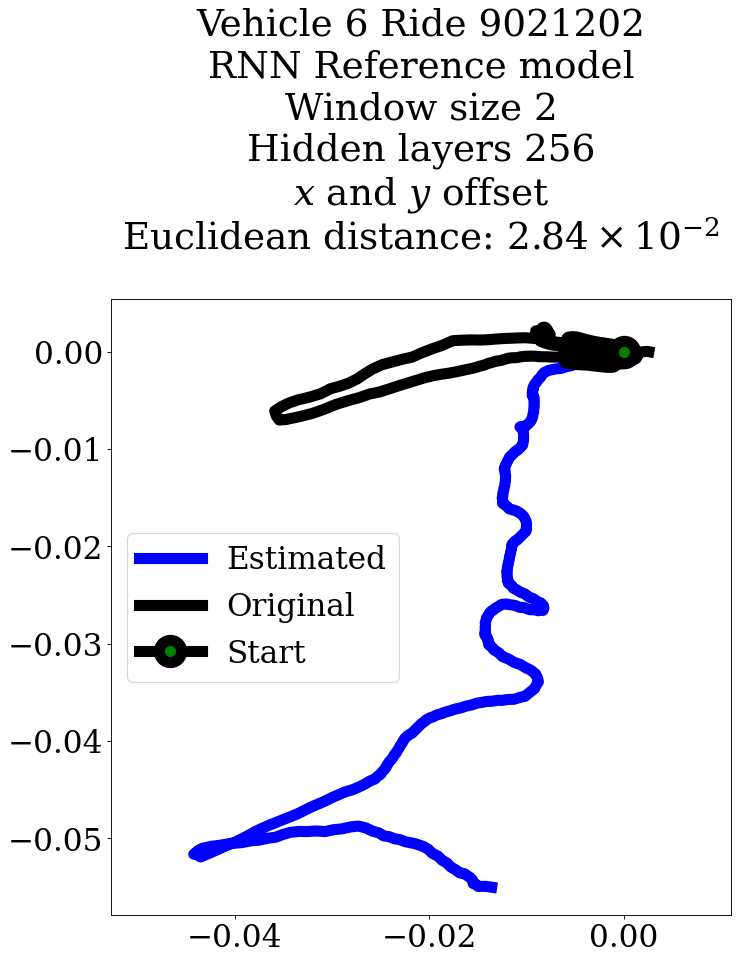 Vehicle 6 Ride 9021202
RNN Reference model
Window size 2
Hidden layers 256
x and y offset
Euclidean distance: 2.84 × 10⁻²
0.00
−0.01
−0.02
−0.03
−0.04
−0.05
Estimated
Original
Start
−0.04
−0.02
0.00